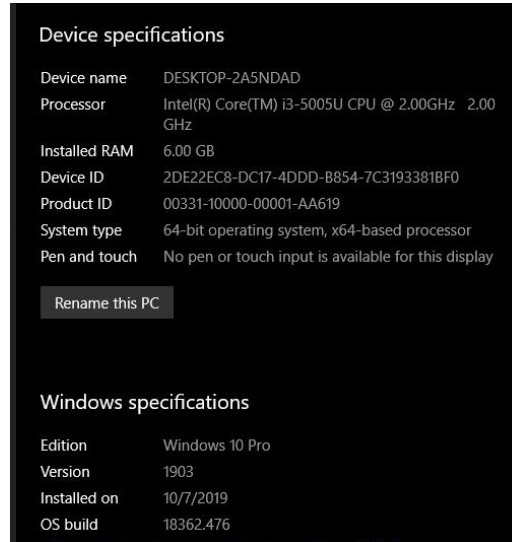 Device specifications
Device name DESKTOP-2A5NDAD
Processor Intel(R) Core(TM) i3-5005U CPU @ 2.00GHz 2.00
GHz
Installed RAM 6.00 GB
Device ID 2DE22EC8-DC17-4DDD-B854-7C3193381BF0
Product ID 00331-10000-00001-AA619
System type 64-bit operating system, x64-based processor
Pen and touch No pen or touch input is available for this display
Rename this PC
Windows specifications
Edition Windows 10 Pro
Version 1903
Installed on 10/7/2019
OS build 18362.476